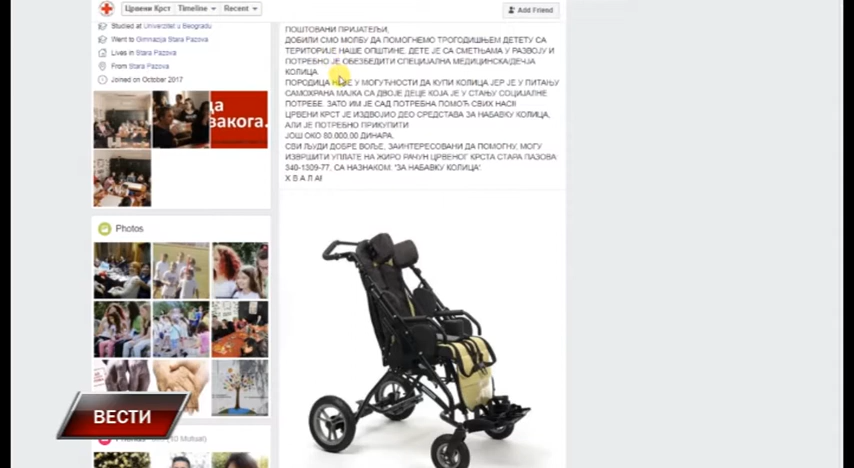 Црвени Крст
Timeline
Recent
Add Friend
Studied at Univerzitet u Beogradu
Went to Gimnazija Stara Pazova
Lives in Stara Pazova
From Stara Pazova
Joined on October 2017
да
вакога.
Photos
ПОШТОВАНИ ПРИЈАТЕЉИ,
ДОБИЛИ СМО МОЛБУ ДА ПОМОГНЕМО ТРОГОДИШЊЕМ ДЕТЕТУ СА
ТЕРИТОРИЈЕ НАШЕ ОПШТИНЕ. ДЕТЕ ЈЕ СА СМЕТЊАМА У РАЗВОЈУ И
ПОТРЕБНО ЈЕ ОБЕЗБЕДИТИ СПЕЦИЈАЛНА МЕДИЦИНСКА/ДЕЧЈА
КОЛИЦА.
ПОРОДИЦА НИЈЕ У МОГУЋНОСТИ ДА КУПИ КОЛИЦА ЈЕР ЈЕ У ПИТАЊУ
САМОХРАНА МАЈКА СА ДВОЈЕ ДЕЦЕ КОЈА ЈЕ У СТАЊУ СОЦИЈАЛНЕ
ПОТРЕБЕ. ЗАТО ИМ ЈЕ САД ПОТРЕБНА ПОМОЋ СВИХ НАС!!
ЦРВЕНИ КРСТ ЈЕ ИЗДВОЈИО ДЕО СРЕДСТАВА ЗА НАБАВКУ КОЛИЦА,
АЛИ ЈЕ ПОТРЕБНО ПРИКУПИТИ
ЈОШ ОКО 80.000,00 ДИНАРА.
СВИ ЉУДИ ДОБРЕ ВОЉЕ, ЗАИНТЕРЕСОВАНИ ДА ПОМОГНУ, МОГУ
ИЗВРШИТИ УПЛАТЕ НА ЖИРО РАЧУН ЦРВЕНОГ КРСТА СТАРА ПАЗОВА
340-1309-77, СА НАЗНАКОМ: "ЗА НАБАВКУ КОЛИЦА".
Х В А Л А!
ВЕСТИ
(10 Mutual)